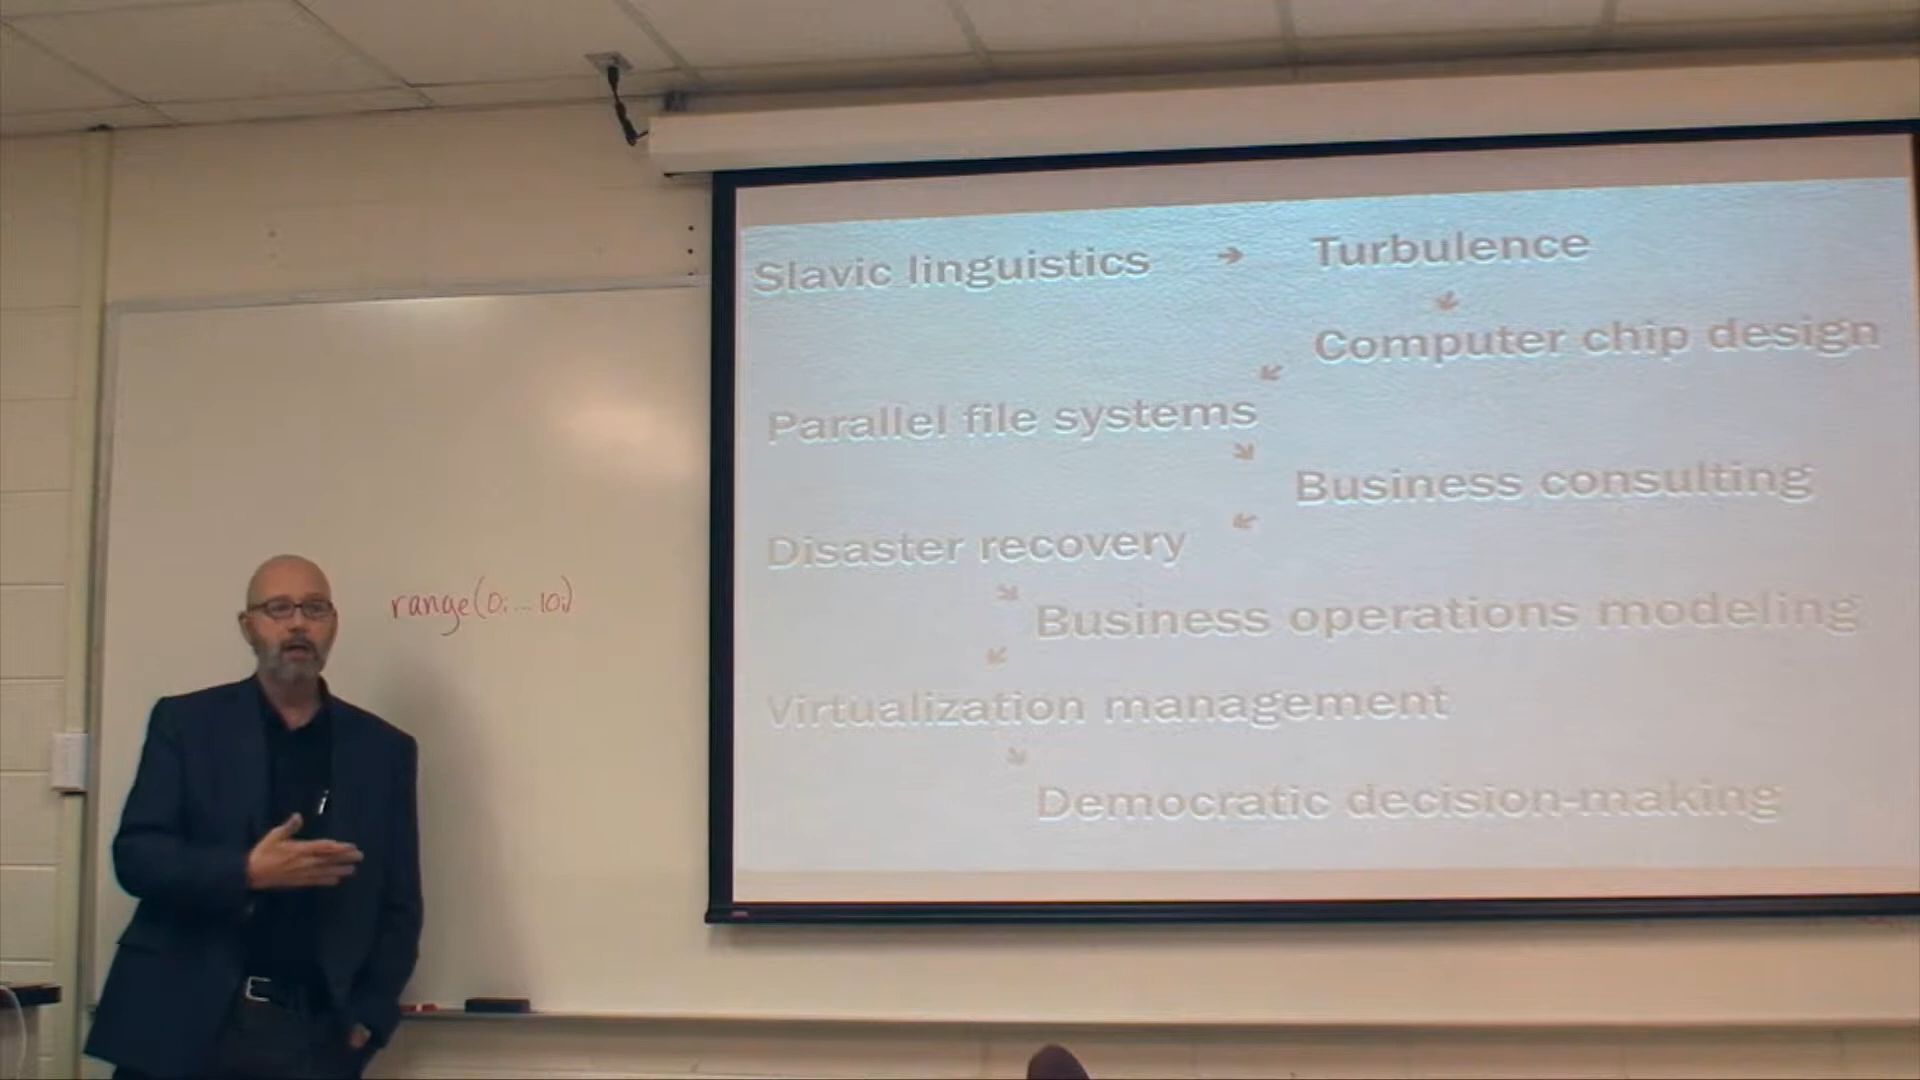 Slavic linguistics → Turbulence
Computer chip design
Parallel file systems
Business consulting
Disaster recovery
Business operations modeling
Virtualization management
Democratic decision-making
range(0;...10;)